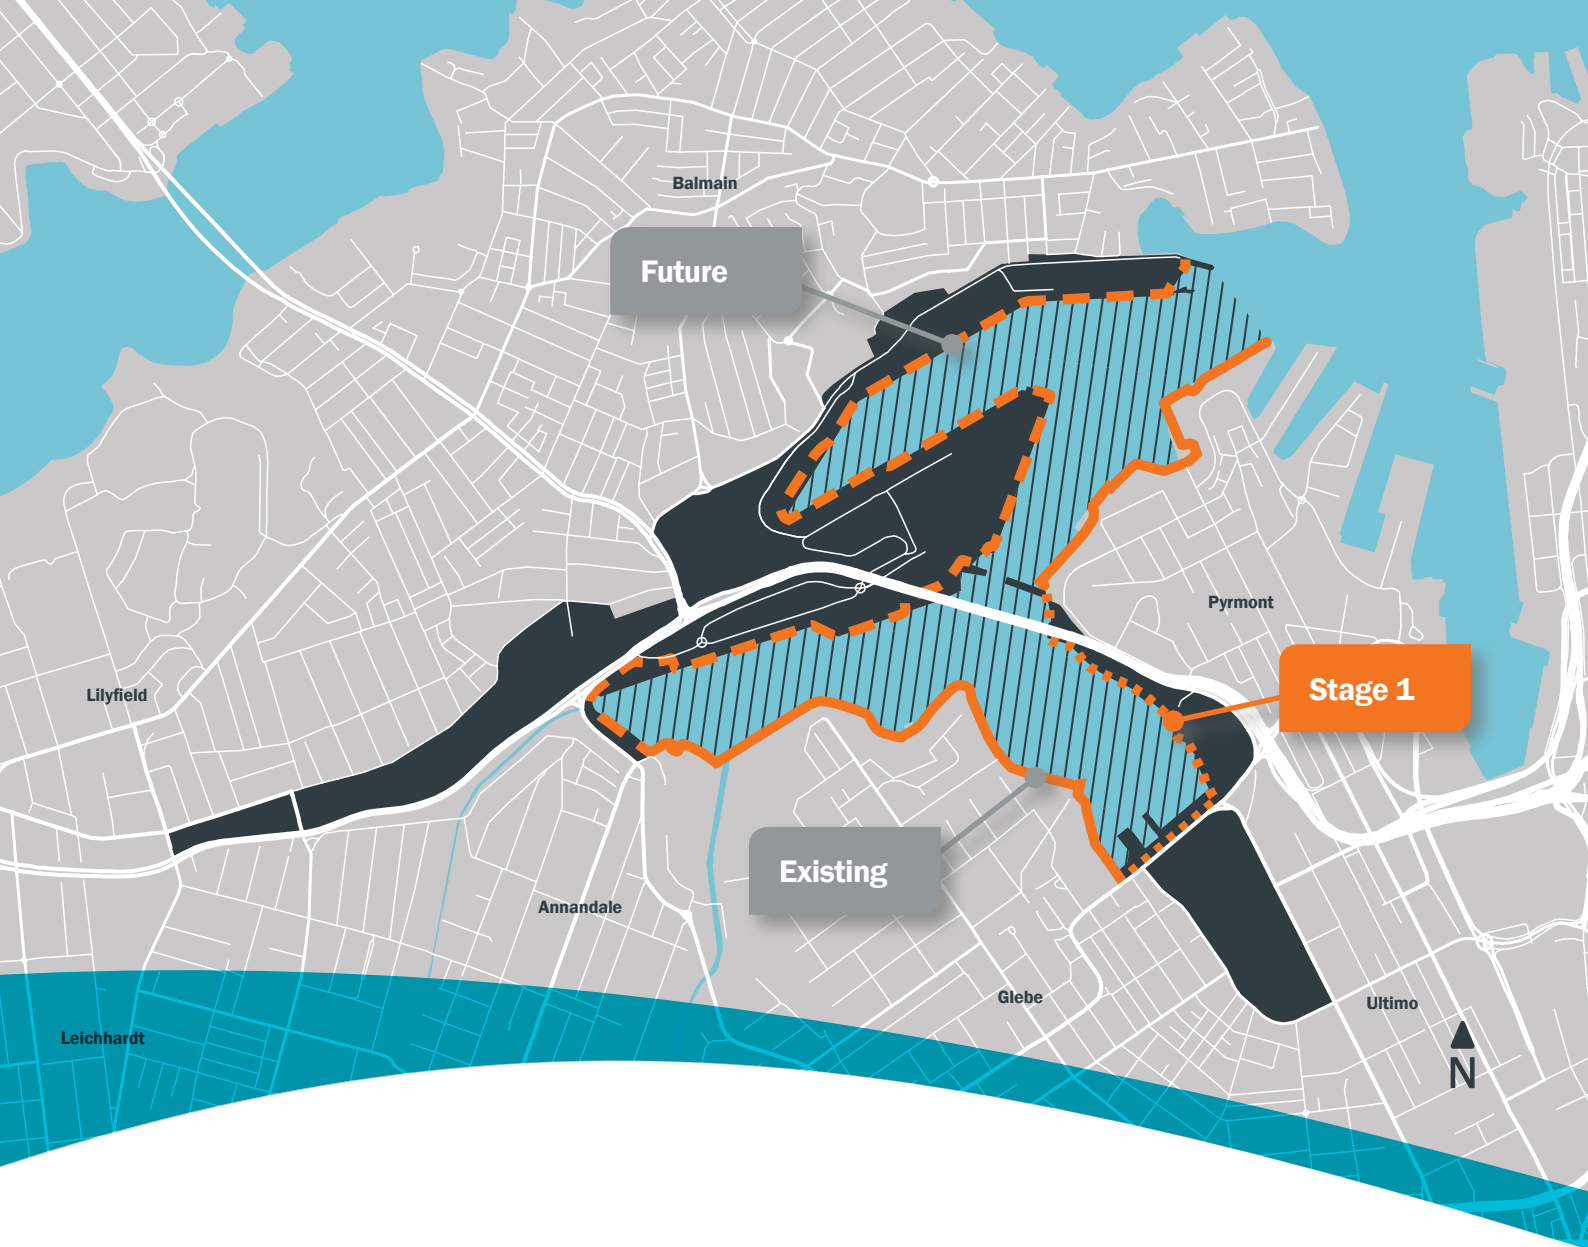 Balmain
Future
Pyrmont
Stage 1
Lilyfield
Existing
Annandale
Glebe
Ultimo
Leichhardt
N